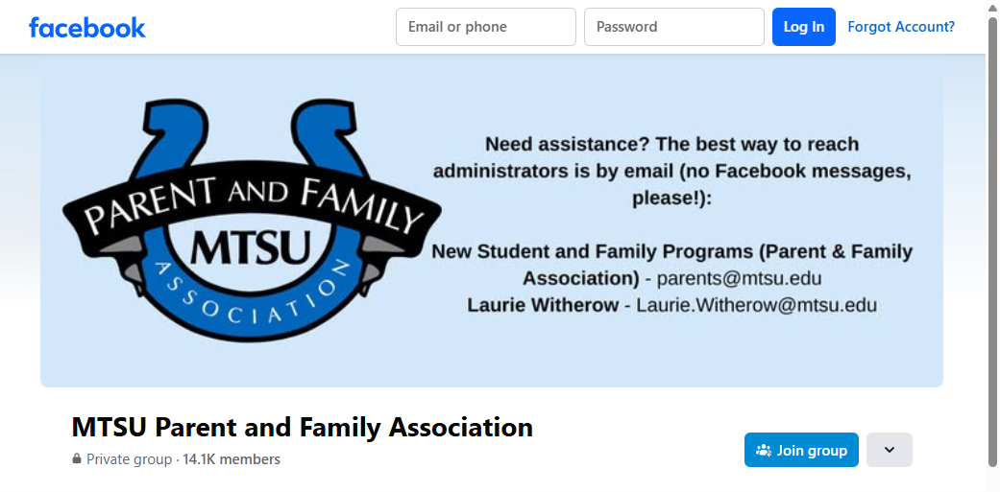 facebook
Email or phone
Password
Log In
Forgot Account?
PARENT AND FAMILY
MTSU
ASSOCIATION
Need assistance? The best way to reach
administrators is by email (no Facebook messages,
please!):
New Student and Family Programs (Parent & Family
Association) - parents@mtsu.edu
Laurie Witherow - Laurie.Witherow@mtsu.edu
MTSU Parent and Family Association
Private group · 14.1K members
Join group